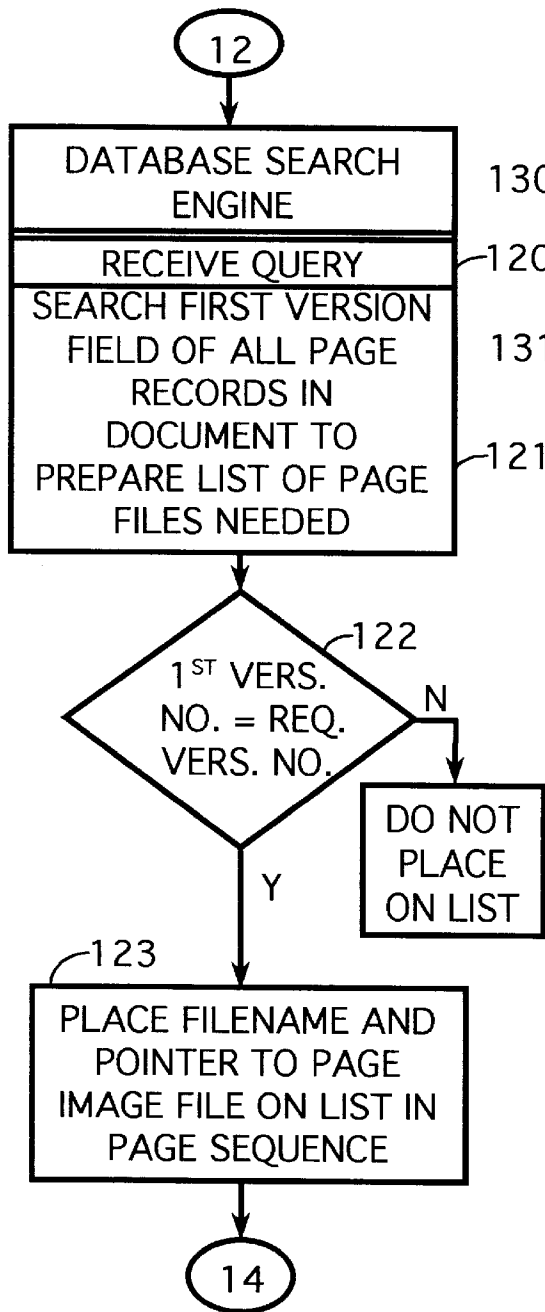 12
DATABASE SEARCH
ENGINE
130
RECEIVE QUERY
120
SEARCH FIRST VERSION
FIELD OF ALL PAGE
131
RECORDS IN
DOCUMENT TO
PREPARE LIST OF PAGE
121
FILES NEEDED
122
1ST VERS.
NO. = REQ.
VERS. NO.
N
DO NOT
PLACE
ON LIST
Y
123
PLACE FILENAME AND
POINTER TO PAGE
IMAGE FILE ON LIST IN
PAGE SEQUENCE
14